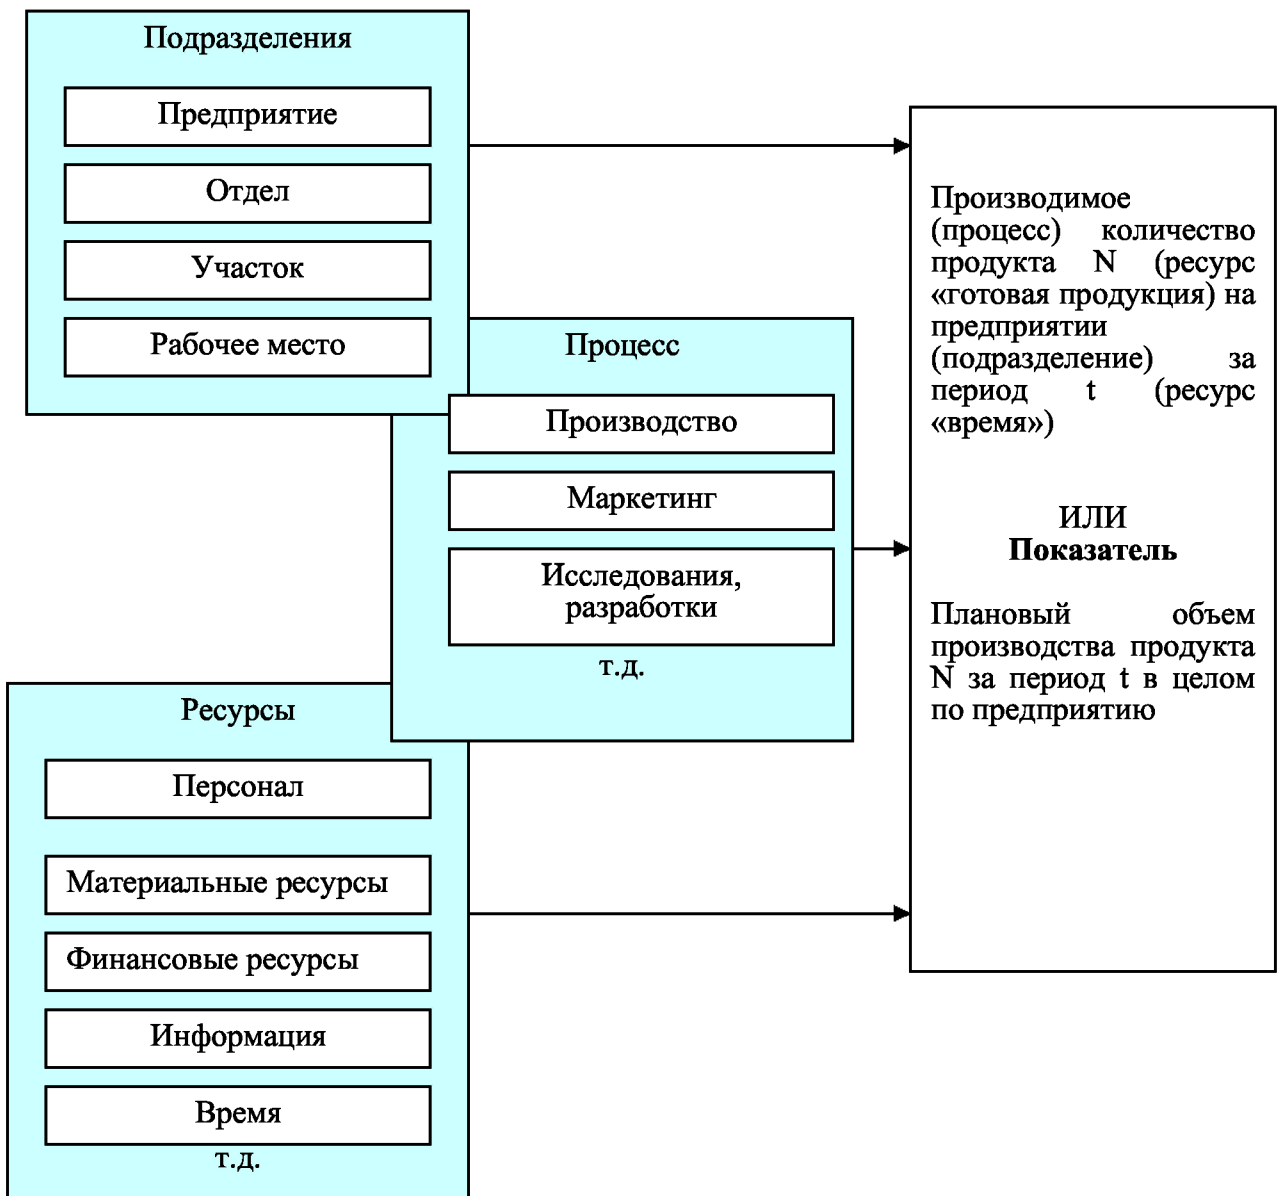 Подразделения
Предприятие
Отдел
Участок
Рабочее место
Процесс
Производство
Маркетинг
Исследования,
разработки
т.д.
Ресурсы
Персонал
Материальные ресурсы
Финансовые ресурсы
Информация
Время
т.д.
Производимое
(процесс) количество
продукта N (ресурс
«готовая продукция) на
предприятии
(подразделение) за
период t (ресурс
«время»)
ИЛИ
Показатель
Плановый объем
производства продукта
N за период t в целом
по предприятию